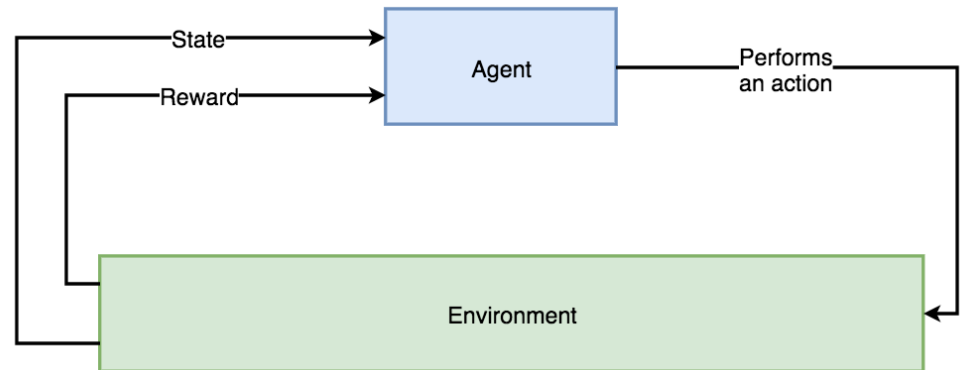 State
Agent
Performs
an action
Reward
Environment